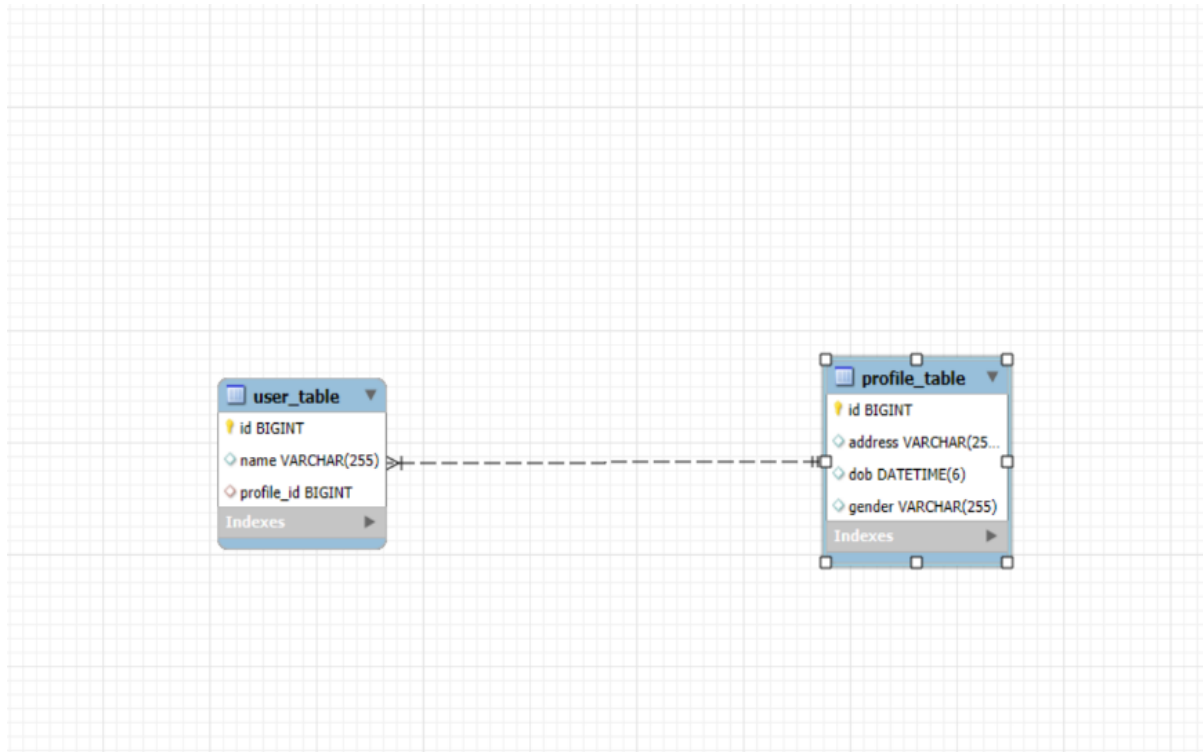 user_table
id BIGINT
name VARCHAR(255)
profile_id BIGINT
Indexes
profile_table
id BIGINT
address VARCHAR(25...
dob DATETIME(6)
gender VARCHAR(255)
Indexes